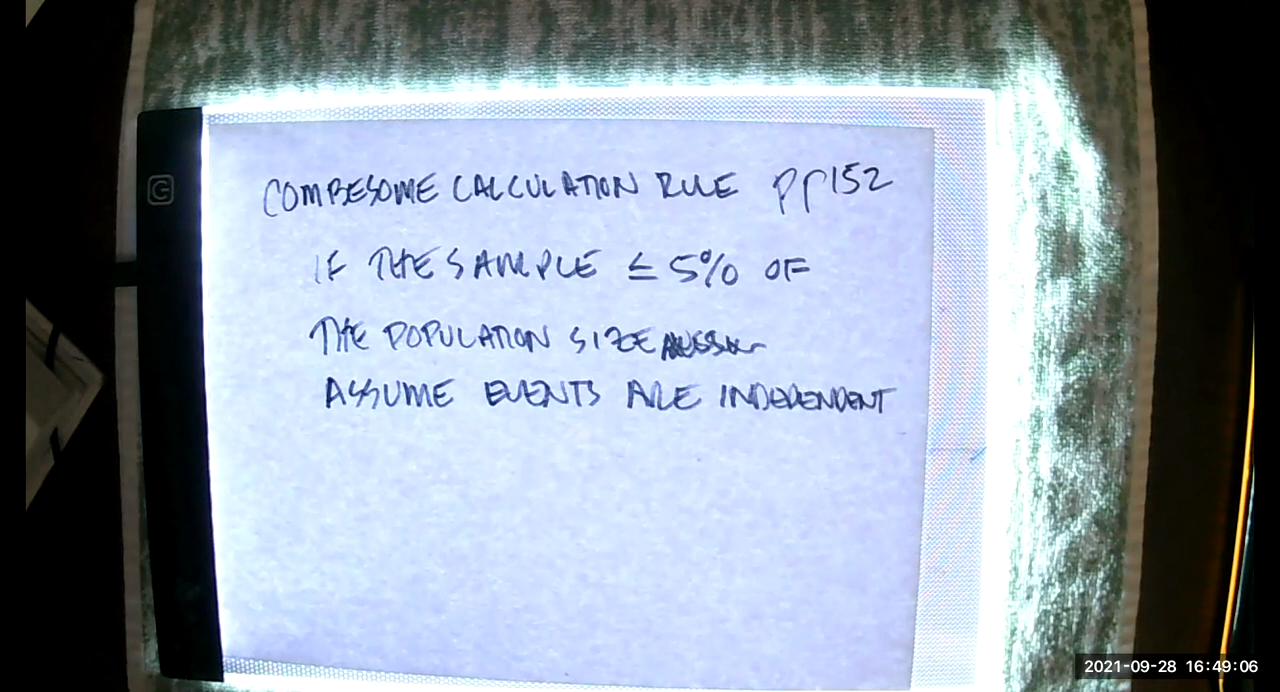 COMBESOME CALCULATION RULE pp152
IF THE SAMPLE ≤ 5% OF
THE POPULATION SIZE
ASSUME EVENTS ARE INDEPENDENT
2021-09-28 16:49:06